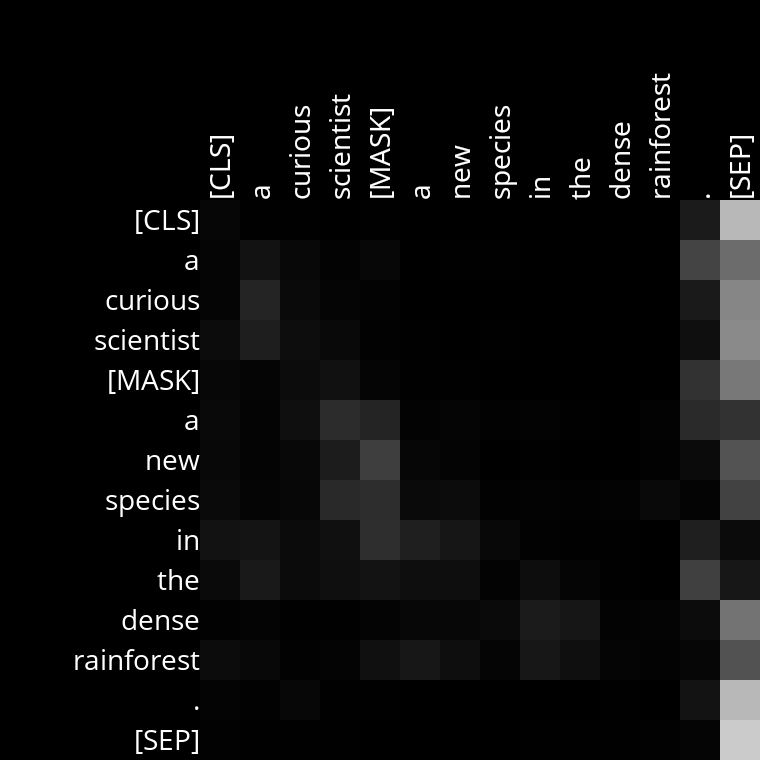 [CLS] a curious scientist [MASK] a new species in the dense rainforest . [SEP]
[CLS]
a
curious
scientist
[MASK]
a
new
species
in
the
dense
rainforest
.
[SEP]